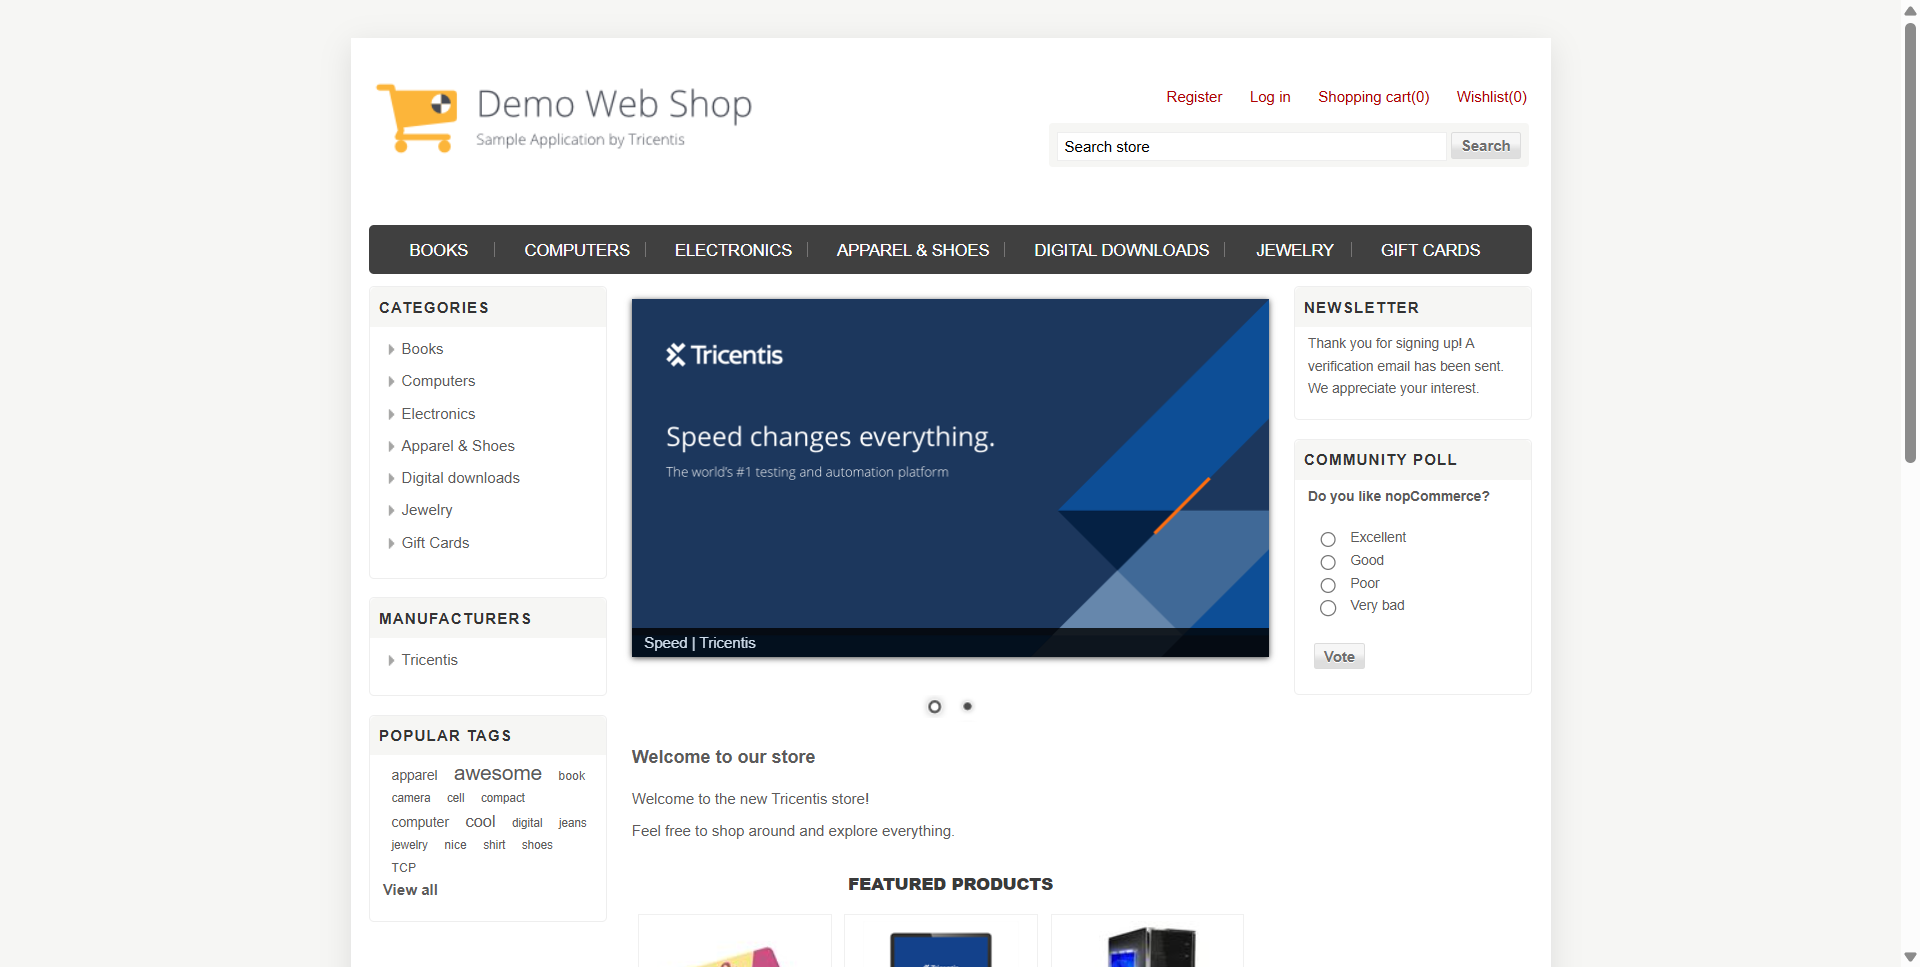 Demo Web Shop
Sample Application by Tricentis
Register Log in Shopping cart(0) Wishlist(0)
Search store Search
BOOKS COMPUTERS ELECTRONICS APPAREL & SHOES DIGITAL DOWNLOADS JEWELRY GIFT CARDS
CATEGORIES
Books
Computers
Electronics
Apparel & Shoes
Digital downloads
Jewelry
Gift Cards
MANUFACTURERS
Tricentis
POPULAR TAGS
apparel awesome book
camera cell compact
computer cool digital jeans
jewelry nice shirt shoes
TCP
View all
Tricentis
Speed changes everything.
The world's #1 testing and automation platform
Speed | Tricentis
Welcome to our store
Welcome to the new Tricentis store!
Feel free to shop around and explore everything.
FEATURED PRODUCTS
NEWSLETTER
Thank you for signing up! A
verification email has been sent.
We appreciate your interest.
COMMUNITY POLL
Do you like nopCommerce?
Excellent
Good
Poor
Very bad
Vote